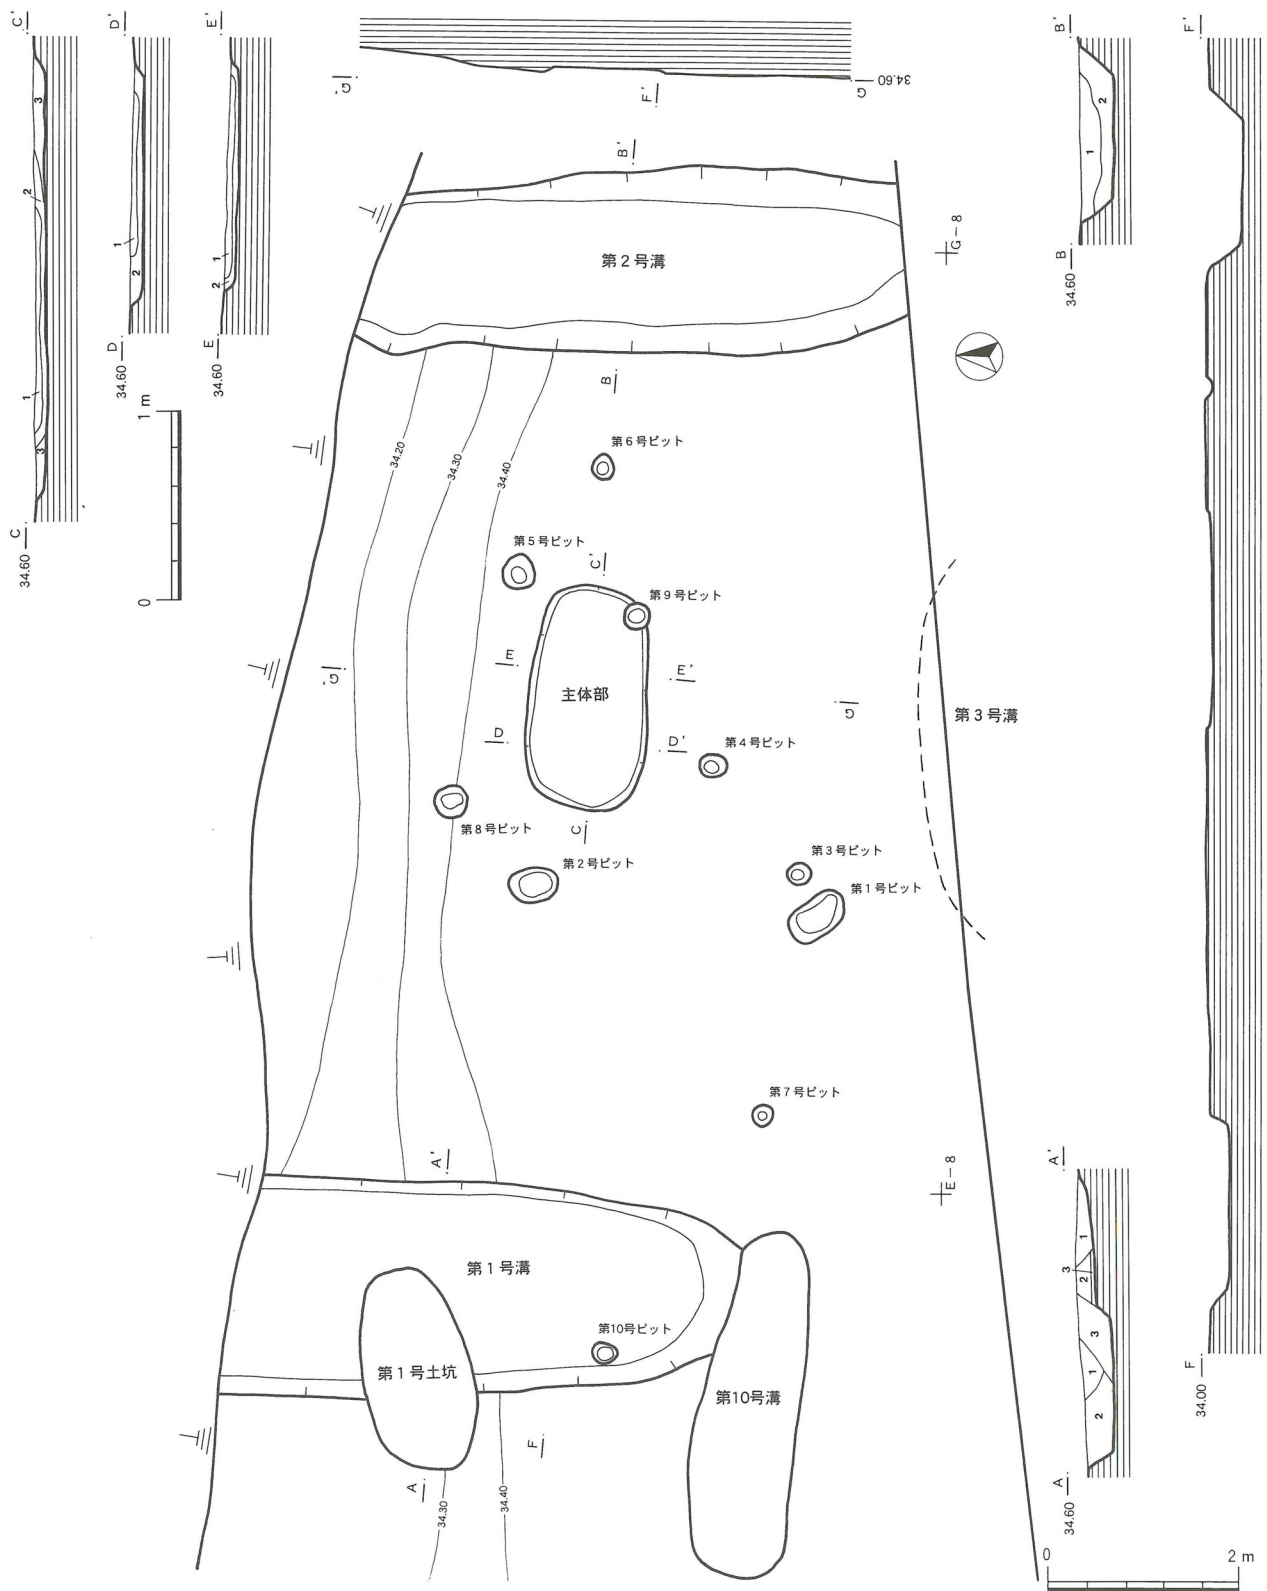 C'
3
2
1
3
C
34.60
D'
1
2
D
34.60
E'
1
2
E
34.60
0
1 m
G'
F'
G
34.60
B'
第2号溝
G-8
B
34.20
34.30
34.40
第6号ピット
第5号ピット
C'
第9号ピット
E
E'
主体部
G'
G
第3号溝
D
D'
第4号ピット
第8号ピット
C
第2号ピット
第3号ピット
第1号ピット
第7号ピット
A'
E-8
第1号溝
第10号ピット
第1号土坑
第10号溝
A
F
34.30
34.40
B'
2
1
B
34.60
F'
F
34.00
A'
1
3
2
3
1
2
A
34.60
0
2 m